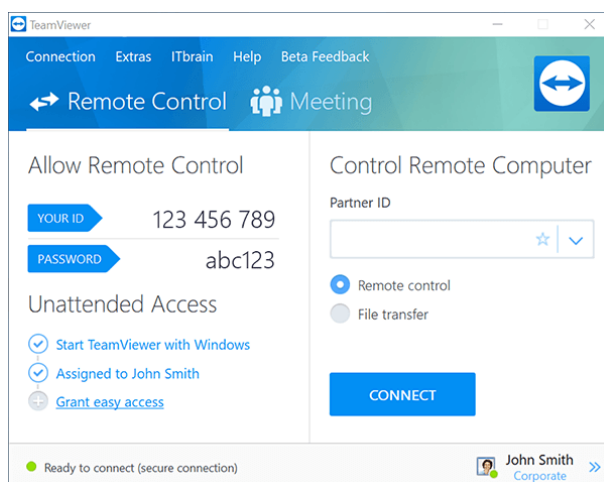 TeamViewer
Connection Extras ITbrain Help Beta Feedback
Remote Control Meeting
Allow Remote Control
YOUR ID 123 456 789
PASSWORD abc123
Unattended Access
Start TeamViewer with Windows
Assigned to John Smith
Grant easy access
Control Remote Computer
Partner ID
Remote control
File transfer
CONNECT
Ready to connect (secure connection)
John Smith
Corporate